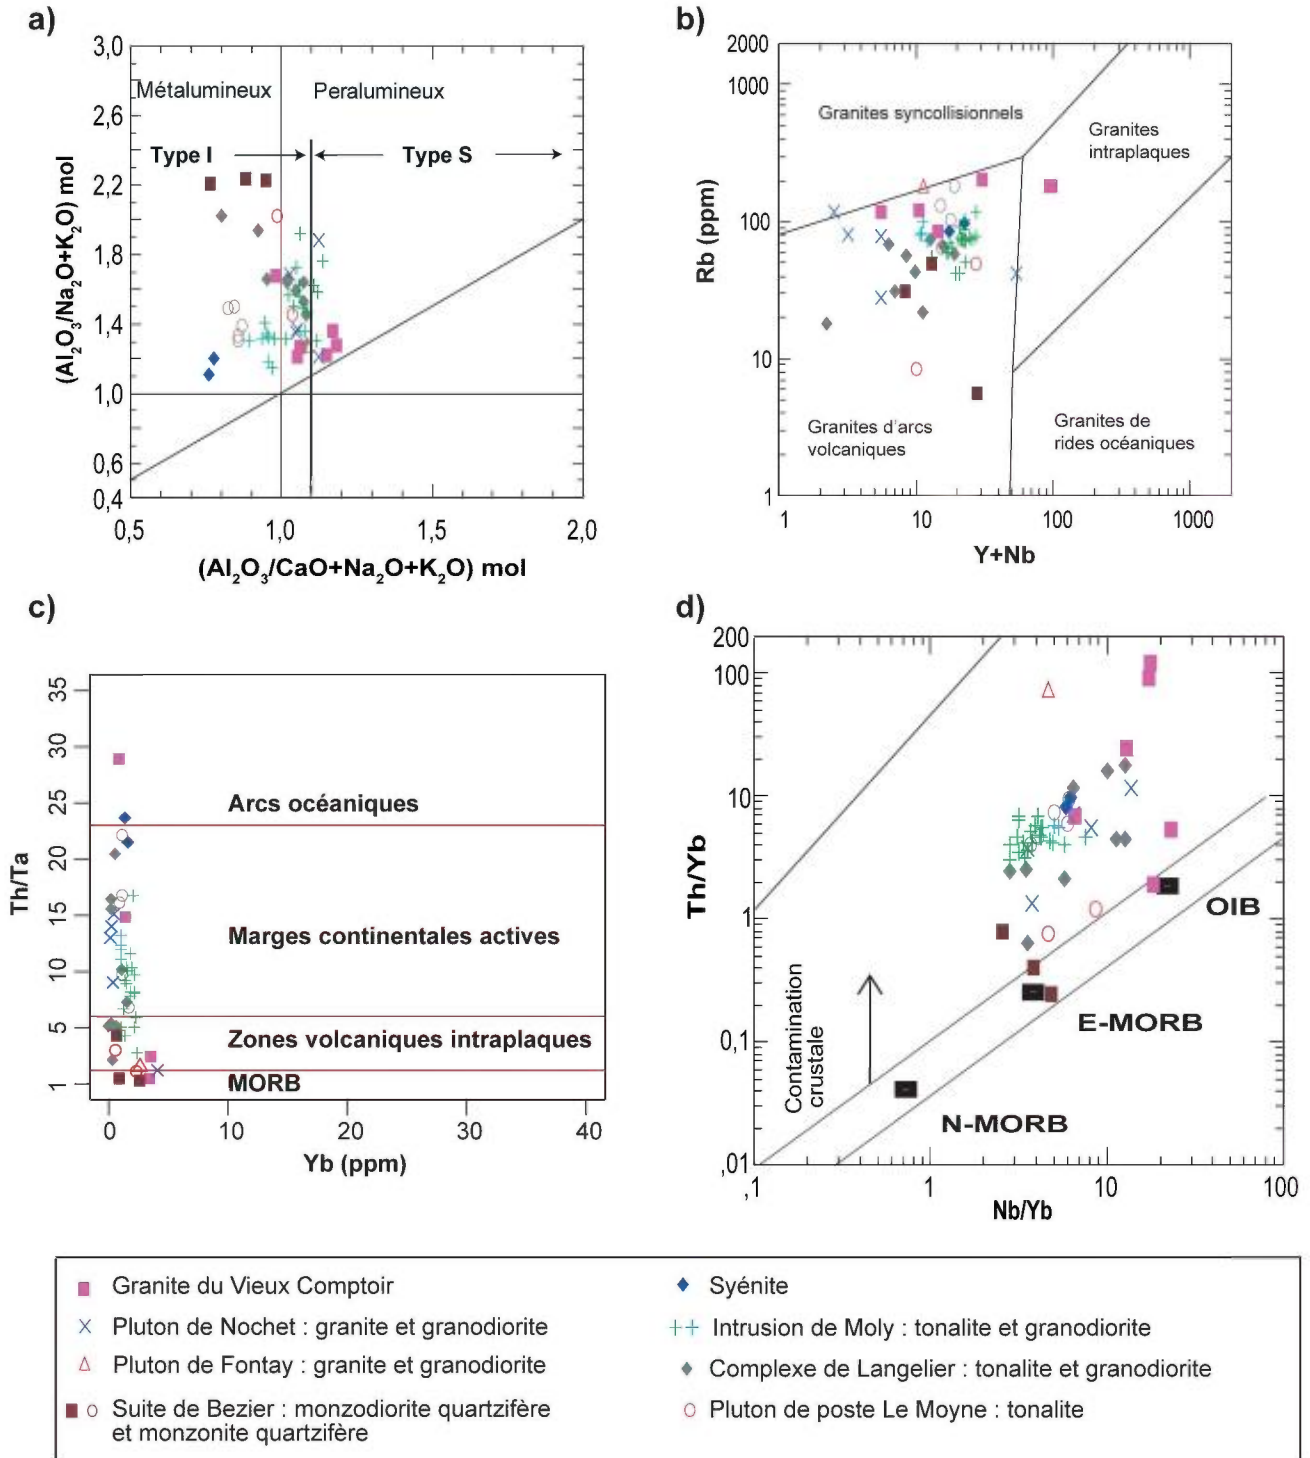 a)
3,0
2,6
2,2
1,8
1,4
1,0
0,6
0,4
0,5
1,0
1,5
2,0
Métalumineux
Peralumineux
Type I
Type S
(Al2O3/Na2O+K2O) mol
(Al2O3/CaO+Na2O+K2O) mol
b)
2000
1000
100
10
1
1
10
100
1000
Rb (ppm)
Y+Nb
Granites syncollisionnels
Granites
intraplaques
Granites d'arcs
volcaniques
Granites de
rides océaniques
c)
35
30
25
20
15
10
5
1
0
10
20
30
40
Th/Ta
Yb (ppm)
Arcs océaniques
Marges continentales actives
Zones volcaniques intraplaques
MORB
d)
200
100
10
1
0,1
,01
,1
1
10
100
Th/Yb
Nb/Yb
Contamination
crustale
OIB
E-MORB
N-MORB
Granite du Vieux Comptoir
Pluton de Nochet : granite et granodiorite
Pluton de Fontay : granite et granodiorite
Suite de Bezier : monzodiorite quartzifère
et monzonite quartzifère
Syénite
Intrusion de Moly : tonalite et granodiorite
Complexe de Langelier : tonalite et granodiorite
Pluton de poste Le Moyne : tonalite